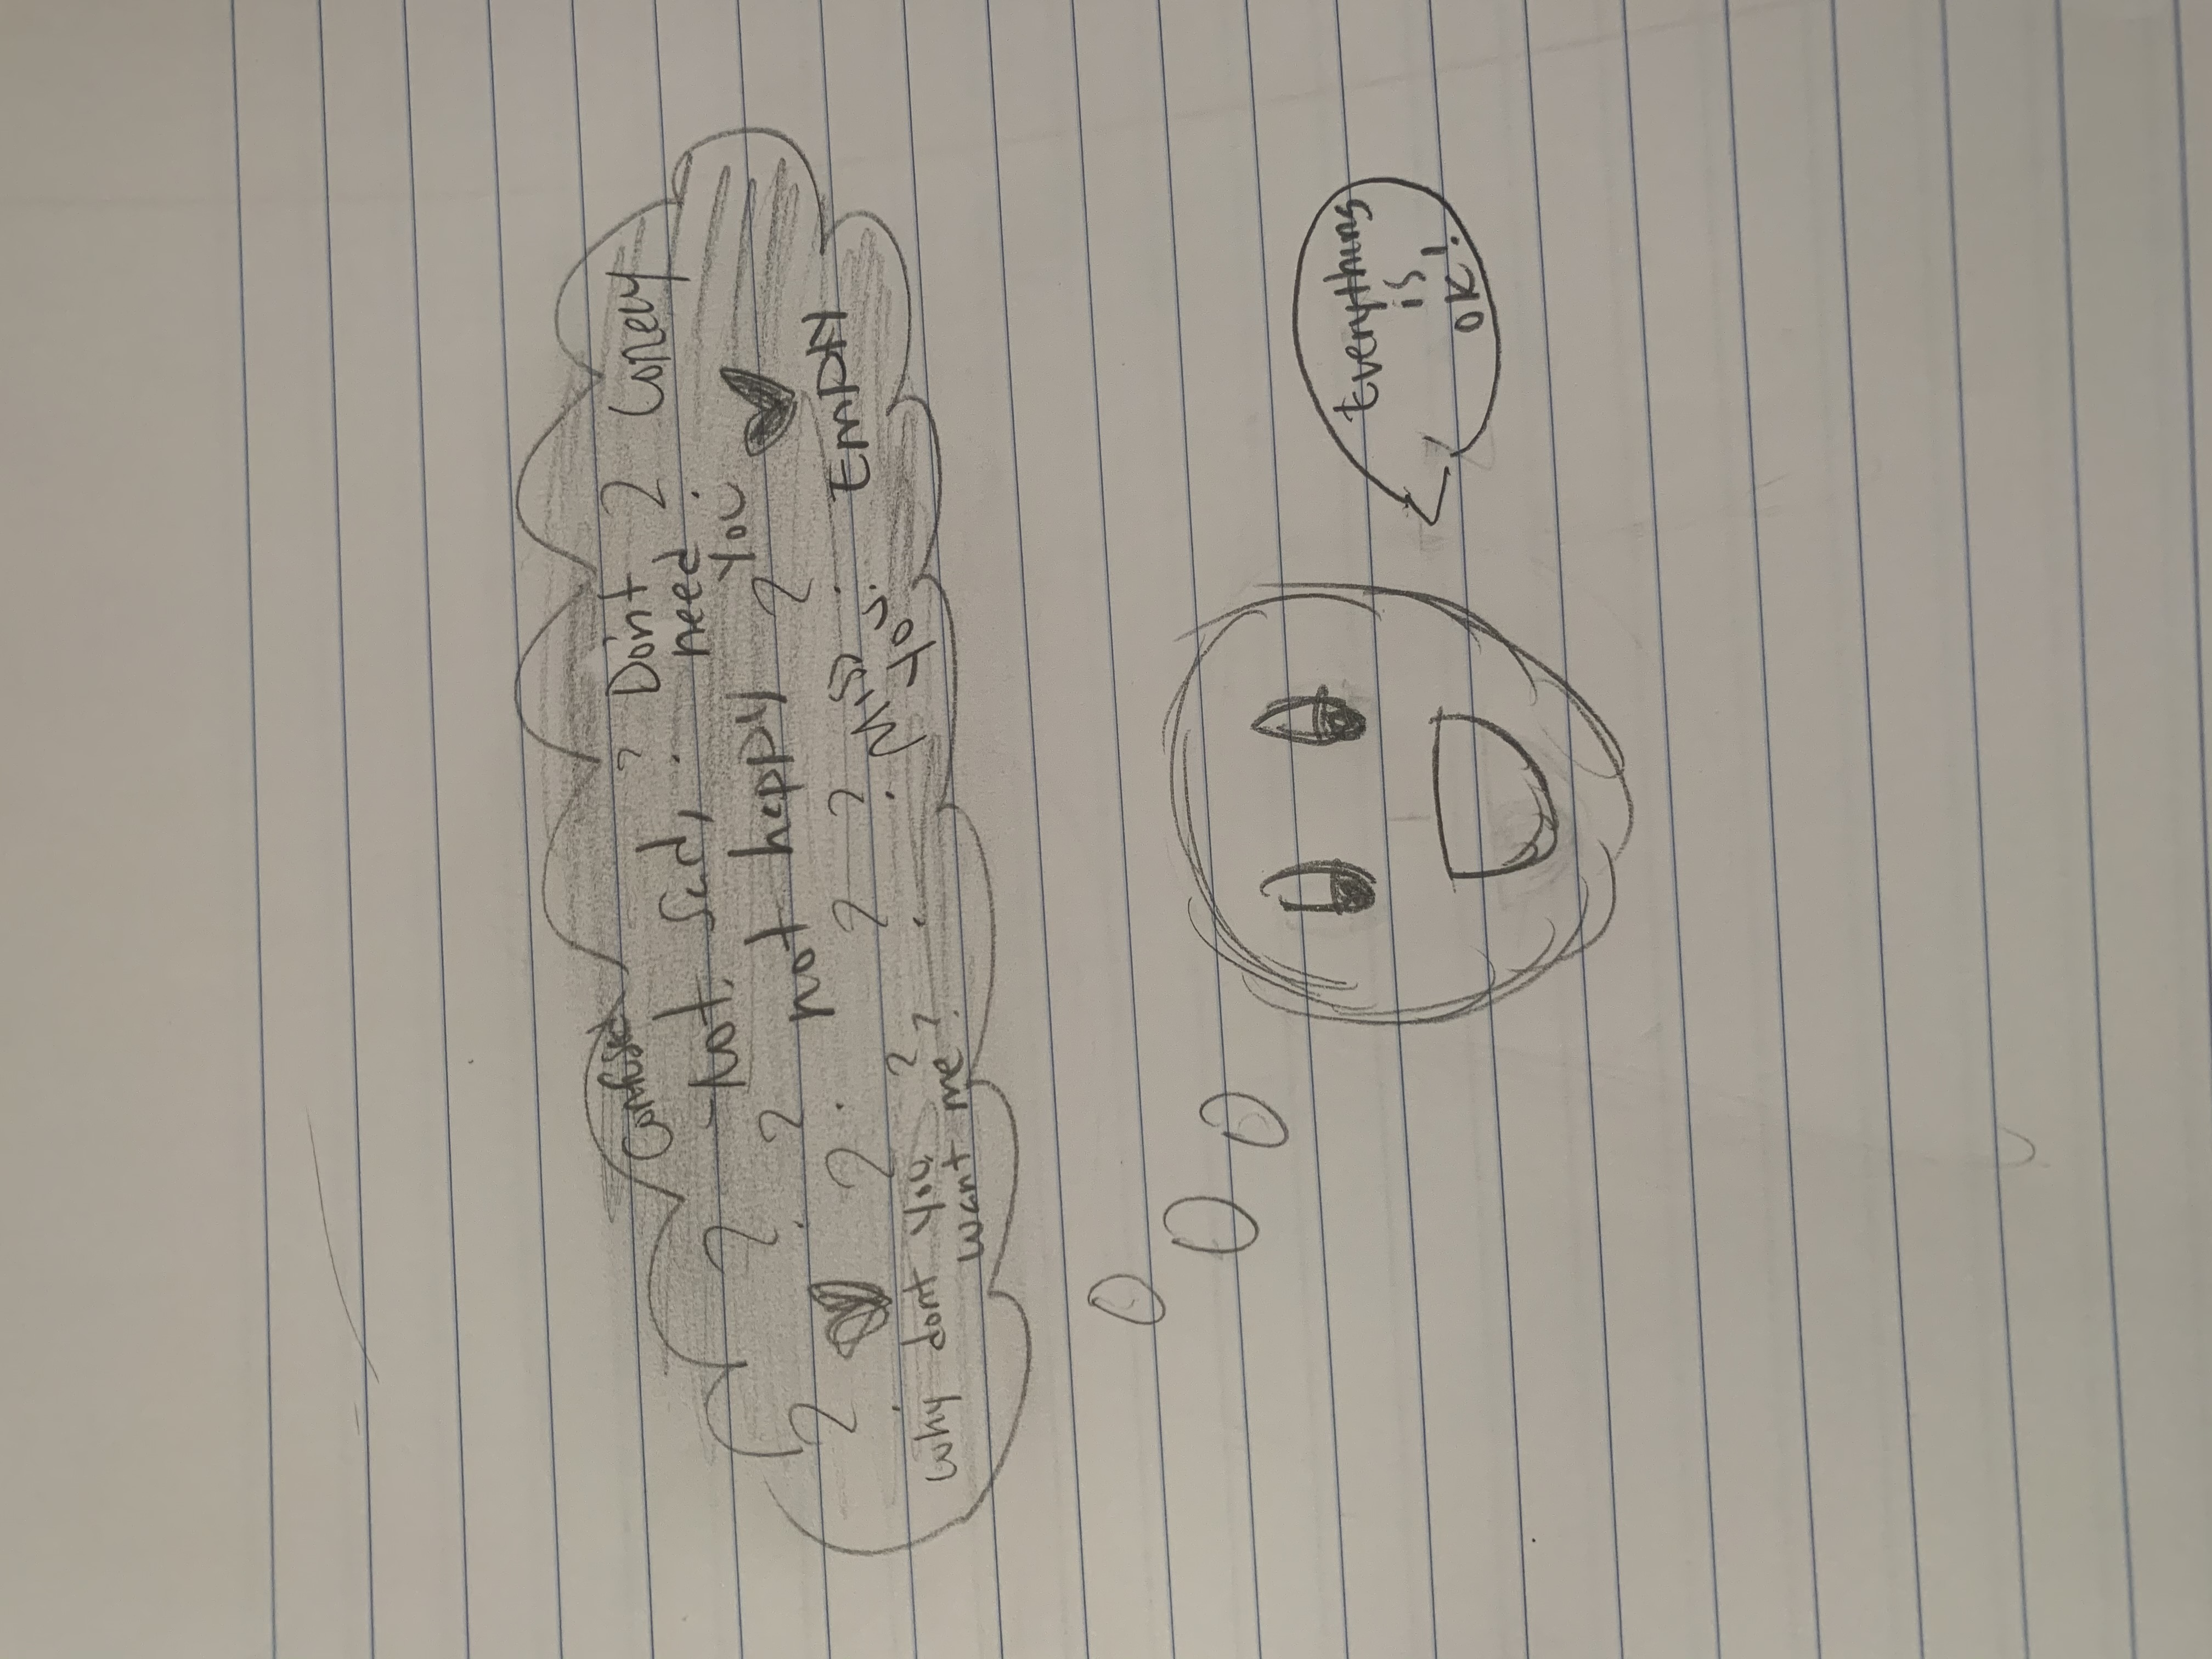 Confused
Not sad,
not happy
?
Don't
need
You
?
Lonely
?
?
?
?
?
?
?
?
Empty
Miss
you.
Why dont you
want me?
?
Everything
is
ok!